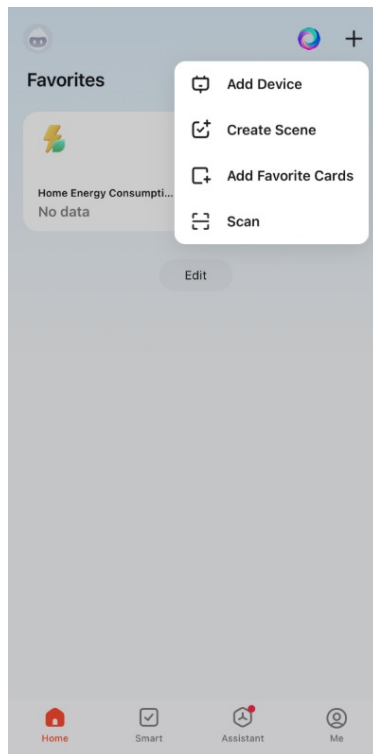 Favorites
Add Device
Create Scene
Add Favorite Cards
Scan
Home Energy Consumpti...
No data
Edit
Home
Smart
Assistant
Me